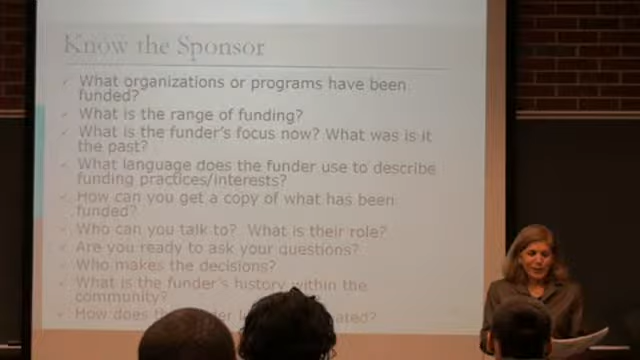 Know the Sponsor
What organizations or programs have been
funded?
What is the range of funding?
What is the funder's focus now? What was is it
the past?
What language does the funder use to describe
funding practices/interests?
How can you get a copy of what has been
funded?
Who can you talk to? What is their role?
Are you ready to ask your questions?
Who makes the decisions?
What is the funder's history within the
community?
How does